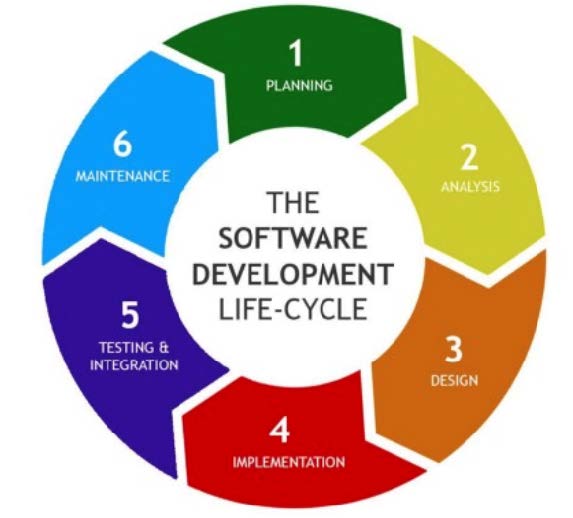 1
PLANNING
2
ANALYSIS
3
DESIGN
4
IMPLEMENTATION
5
TESTING &
INTEGRATION
6
MAINTENANCE
THE
SOFTWARE
DEVELOPMENT
LIFE-CYCLE